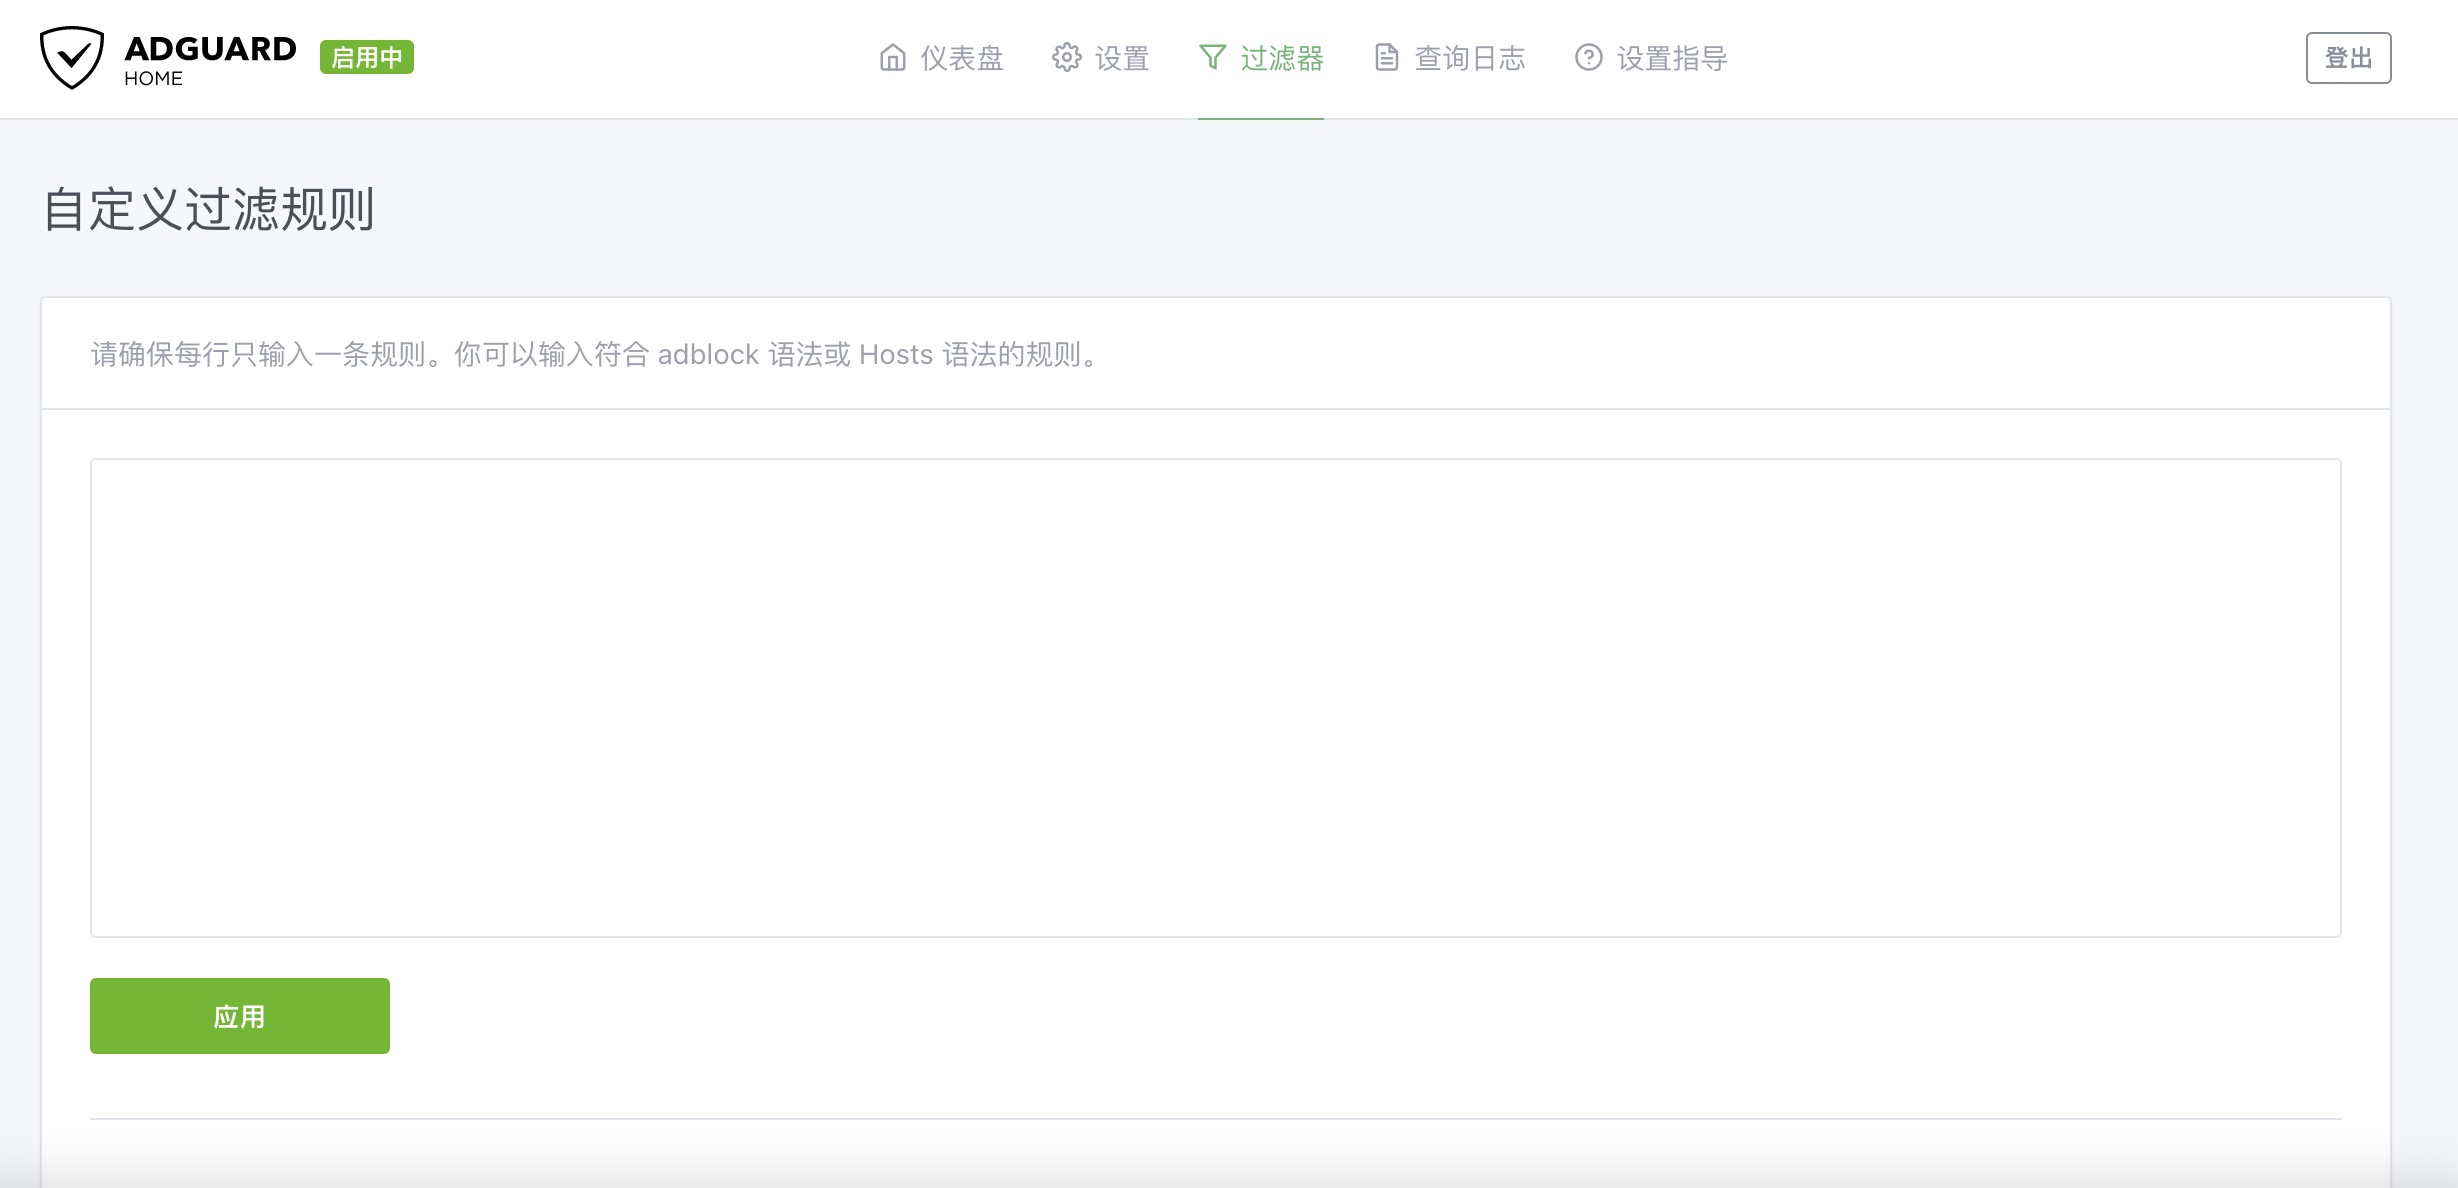 ADGUARD
HOME
启用中
仪表盘
设置
过滤器
查询日志
设置指导
登出
自定义过滤规则
请确保每行只输入一条规则。你可以输入符合 adblock 语法或 Hosts 语法的规则。
应用